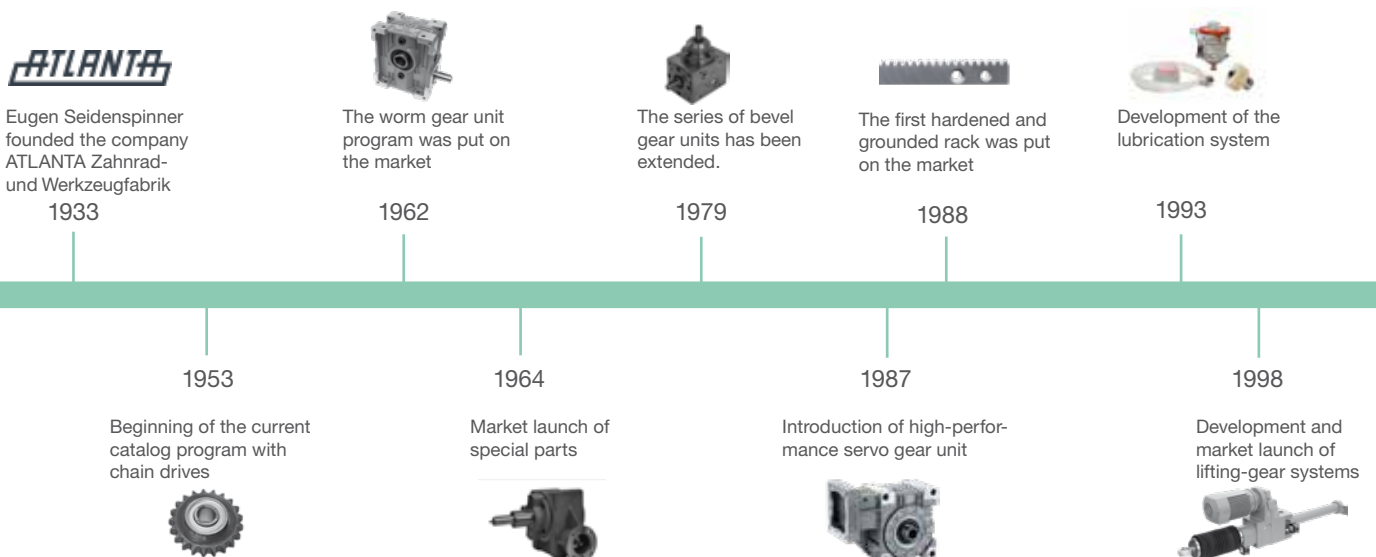 ATLANTA
Eugen Seidenspinner
founded the company
ATLANTA Zahnrad-
und Werkzeugfabrik
1933
The worm gear unit
program was put on
the market
1962
The series of bevel
gear units has been
extended.
1979
The first hardened and
grounded rack was put
on the market
1988
Development of the
lubrication system
1993
1953
Beginning of the current
catalog program with
chain drives
1964
Market launch of
special parts
1987
Introduction of high-perfor-
mance servo gear unit
1998
Development and
market launch of
lifting-gear systems